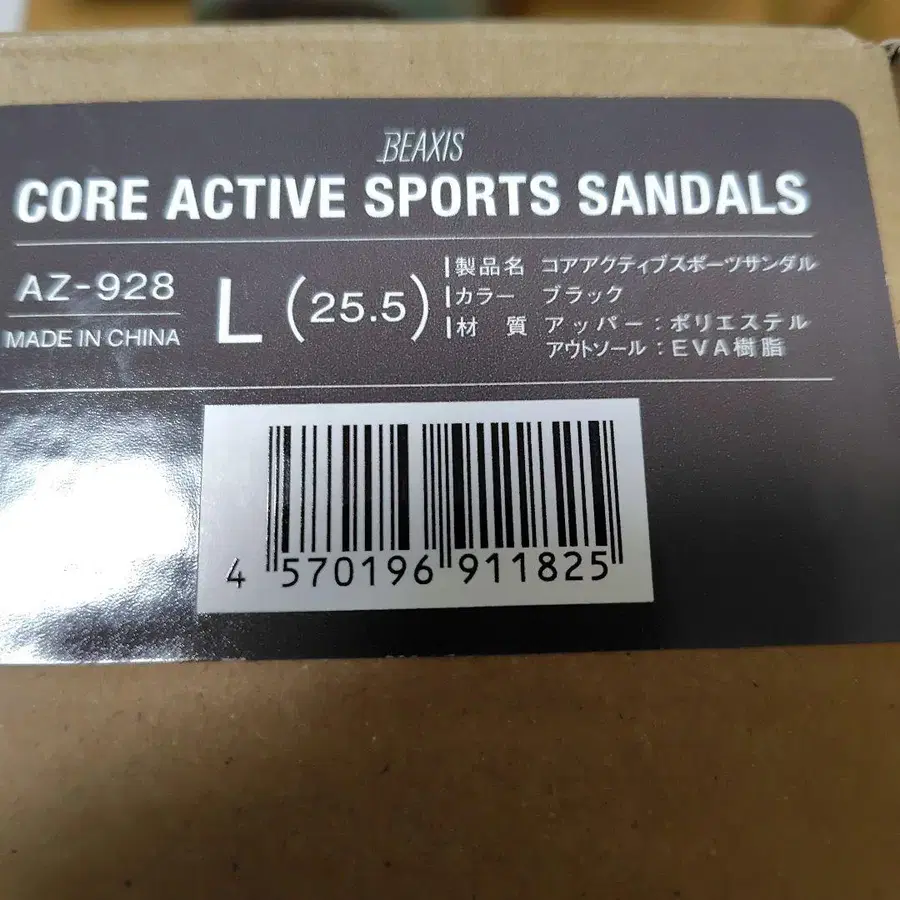 BEAXIS
CORE ACTIVE SPORTS SANDALS
AZ-928
MADE IN CHINA
L (25.5)
製品名 コアアクティブスポーツサンダル
カラー ブラック
材質 アッパー:ポリエステル
アウトソール:EVA樹脂
4 570196 911825